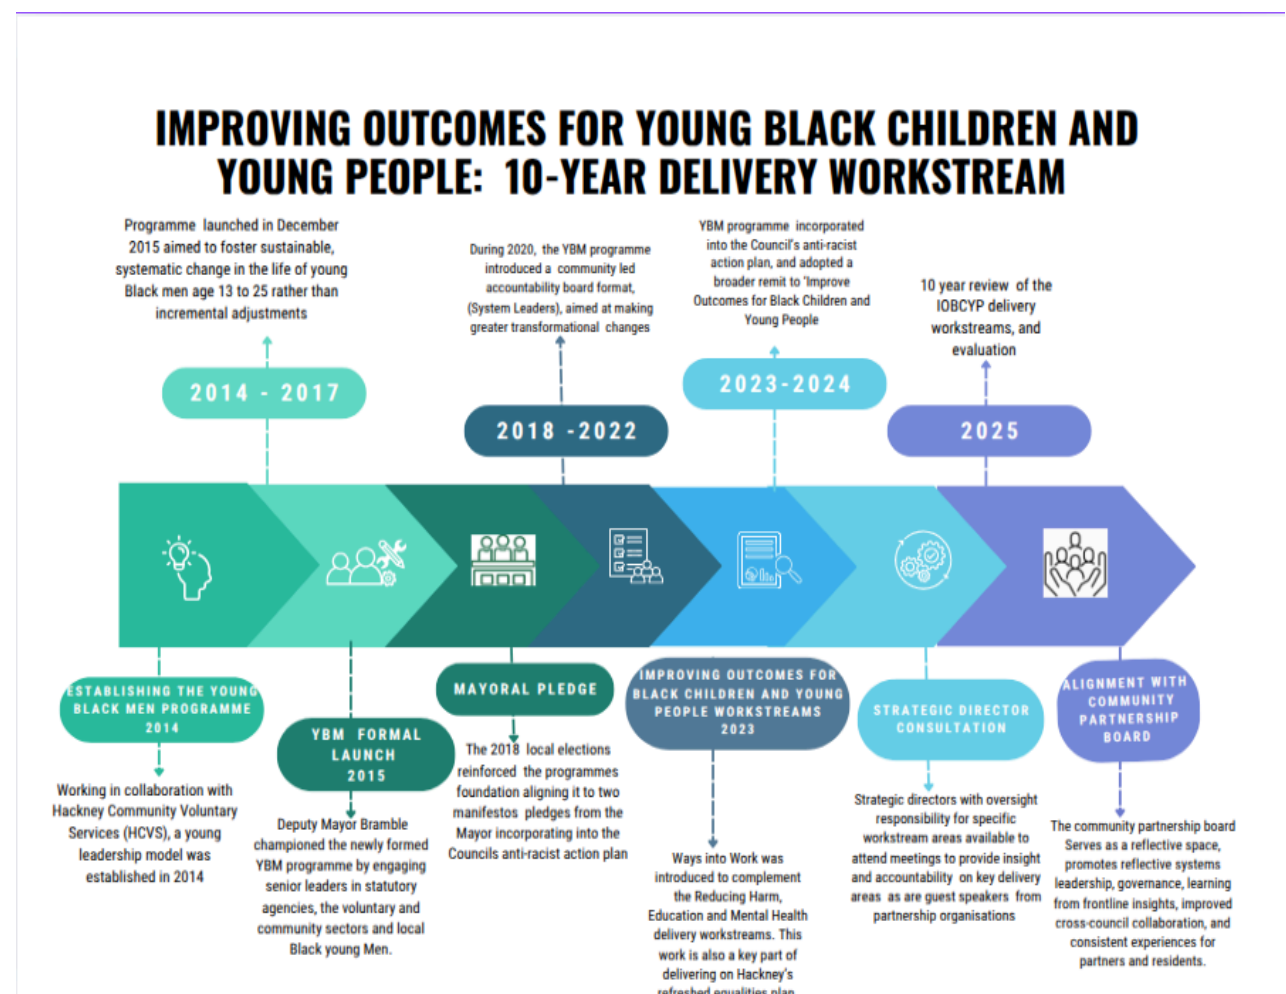 IMPROVING OUTCOMES FOR YOUNG BLACK CHILDREN AND
YOUNG PEOPLE: 10-YEAR DELIVERY WORKSTREAM
Programme launched in December
2015 aimed to foster sustainable,
systematic change in the life of young
Black men age 13 to 25 rather than
incremental adjustments
During 2020, the YBM programme
introduced a community led
accountability board format,
(System Leaders), aimed at making
greater transformational changes
YBM programme incorporated
into the Council's anti-racist
action plan, and adopted a
broader remit to 'Improve
Outcomes for Black Children and
Young People
10 year review of the
IOBCYP delivery
workstreams, and
evaluation
2014 - 2017
2018 -2022
2023-2024
2025
ESTABLISHING THE YOUNG
BLACK MEN PROGRAMME
2014
Working in collaboration with
Hackney Community Voluntary
Services (HCVS), a young
leadership model was
established in 2014
YBM FORMAL
LAUNCH
2015
Deputy Mayor Bramble
championed the newly formed
YBM programme by engaging
senior leaders in statutory
agencies, the voluntary and
community sectors and local
Black young Men.
MAYORAL PLEDGE
The 2018 local elections
reinforced the programmes
foundation aligning it to two
manifestos pledges from the
Mayor incorporating into the
Councils anti-racist action plan
IMPROVING OUTCOMES FOR
BLACK CHILDREN AND YOUNG
PEOPLE WORKSTREAMS
2023
Ways into Work was
introduced to complement
the Reducing Harm,
Education and Mental Health
delivery workstreams. This
work is also a key part of
delivering on Hackney's
refreshed equalities plan
STRATEGIC DIRECTOR
CONSULTATION
Strategic directors with oversight
responsibility for specific
workstream areas available to
attend meetings to provide insight
and accountability on key delivery
areas as are guest speakers from
partnership organisations
ALIGNMENT WITH
COMMUNITY
PARTNERSHIP
BOARD
The community partnership board
Serves as a reflective space,
promotes reflective systems
leadership, governance, learning
from frontline insights, improved
cross-council collaboration, and
consistent experiences for
partners and residents.